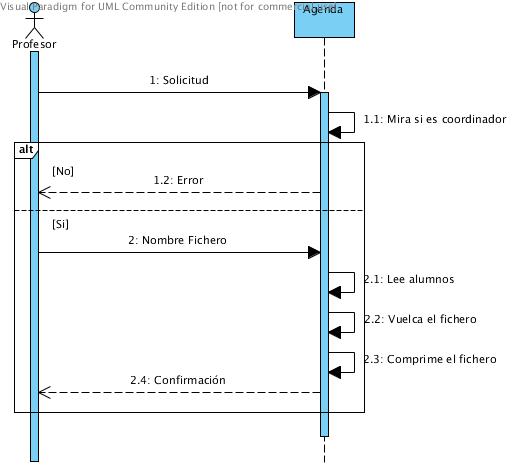 Visual Paradigm for UML Community Edition [not for commercial use]
Agenda
Profesor
1: Solicitud
1.1: Mira si es coordinador
alt
[No]
1.2: Error
[Si]
2: Nombre Fichero
2.1: Lee alumnos
2.2: Vuelca el fichero
2.3: Comprime el fichero
2.4: Confirmación